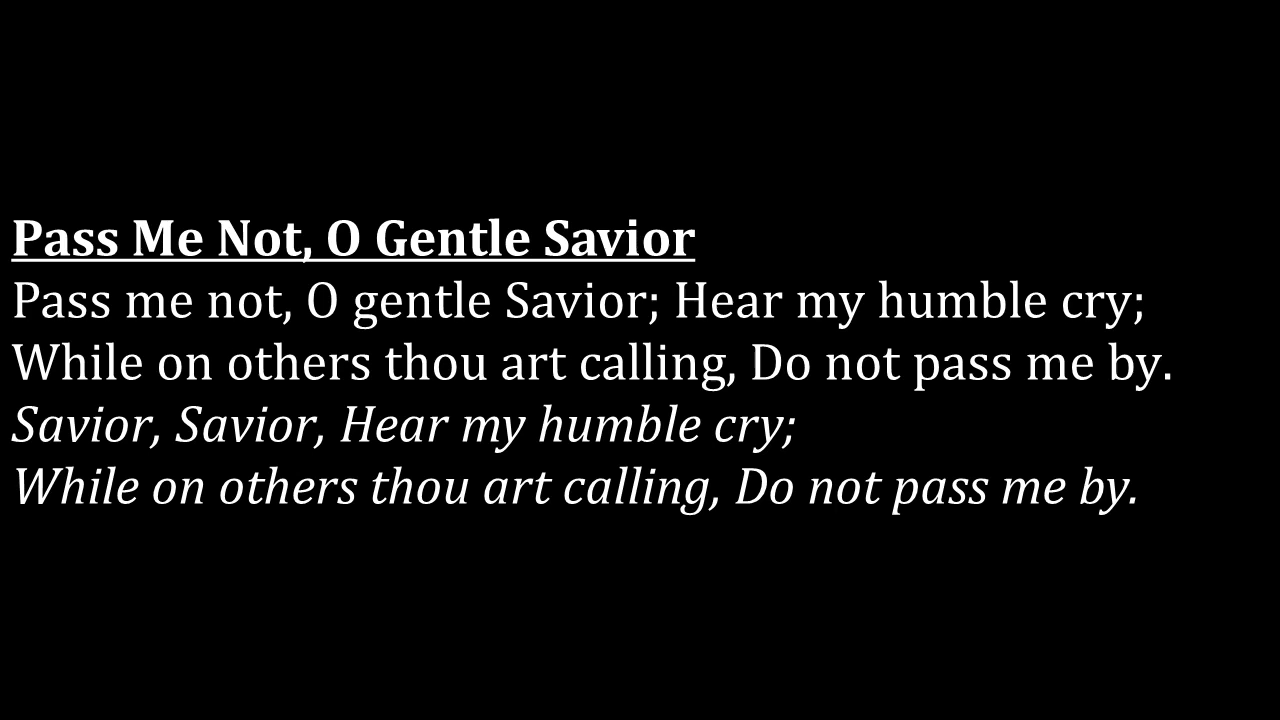 Pass Me Not, O Gentle Savior
Pass me not, O gentle Savior; Hear my humble cry;
While on others thou art calling, Do not pass me by.
Savior, Savior, Hear my humble cry;
While on others thou art calling, Do not pass me by.